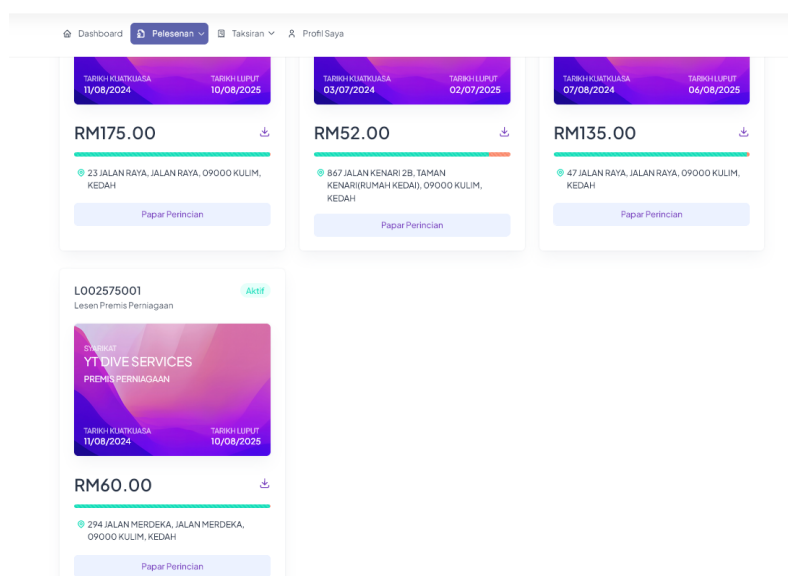 Dashboard Pelesenan Taksiran Profil Saya
TARIKH KUATKUASA TARIKH LUPUT
11/08/2024 10/08/2025
RM175.00
23 JALAN RAYA, JALAN RAYA, 09000 KULIM,
KEDAH
Papar Perincian
TARIKH KUATKUASA TARIKH LUPUT
03/07/2024 02/07/2025
RM52.00
867 JALAN KENARI 2B, TAMAN
KENARI(RUMAH KEDAI), 09000 KULIM,
KEDAH
Papar Perincian
TARIKH KUATKUASA TARIKH LUPUT
07/08/2024 06/08/2025
RM135.00
47 JALAN RAYA, JALAN RAYA, 09000 KULIM,
KEDAH
Papar Perincian
L002575001 Aktif
Lesen Premis Perniagaan
SYARIKAT
YT DIVE SERVICES
PREMIS PERNIAGAAN
TARIKH KUATKUASA TARIKH LUPUT
11/08/2024 10/08/2025
RM60.00
294 JALAN MERDEKA, JALAN MERDEKA,
09000 KULIM, KEDAH
Papar Perincian